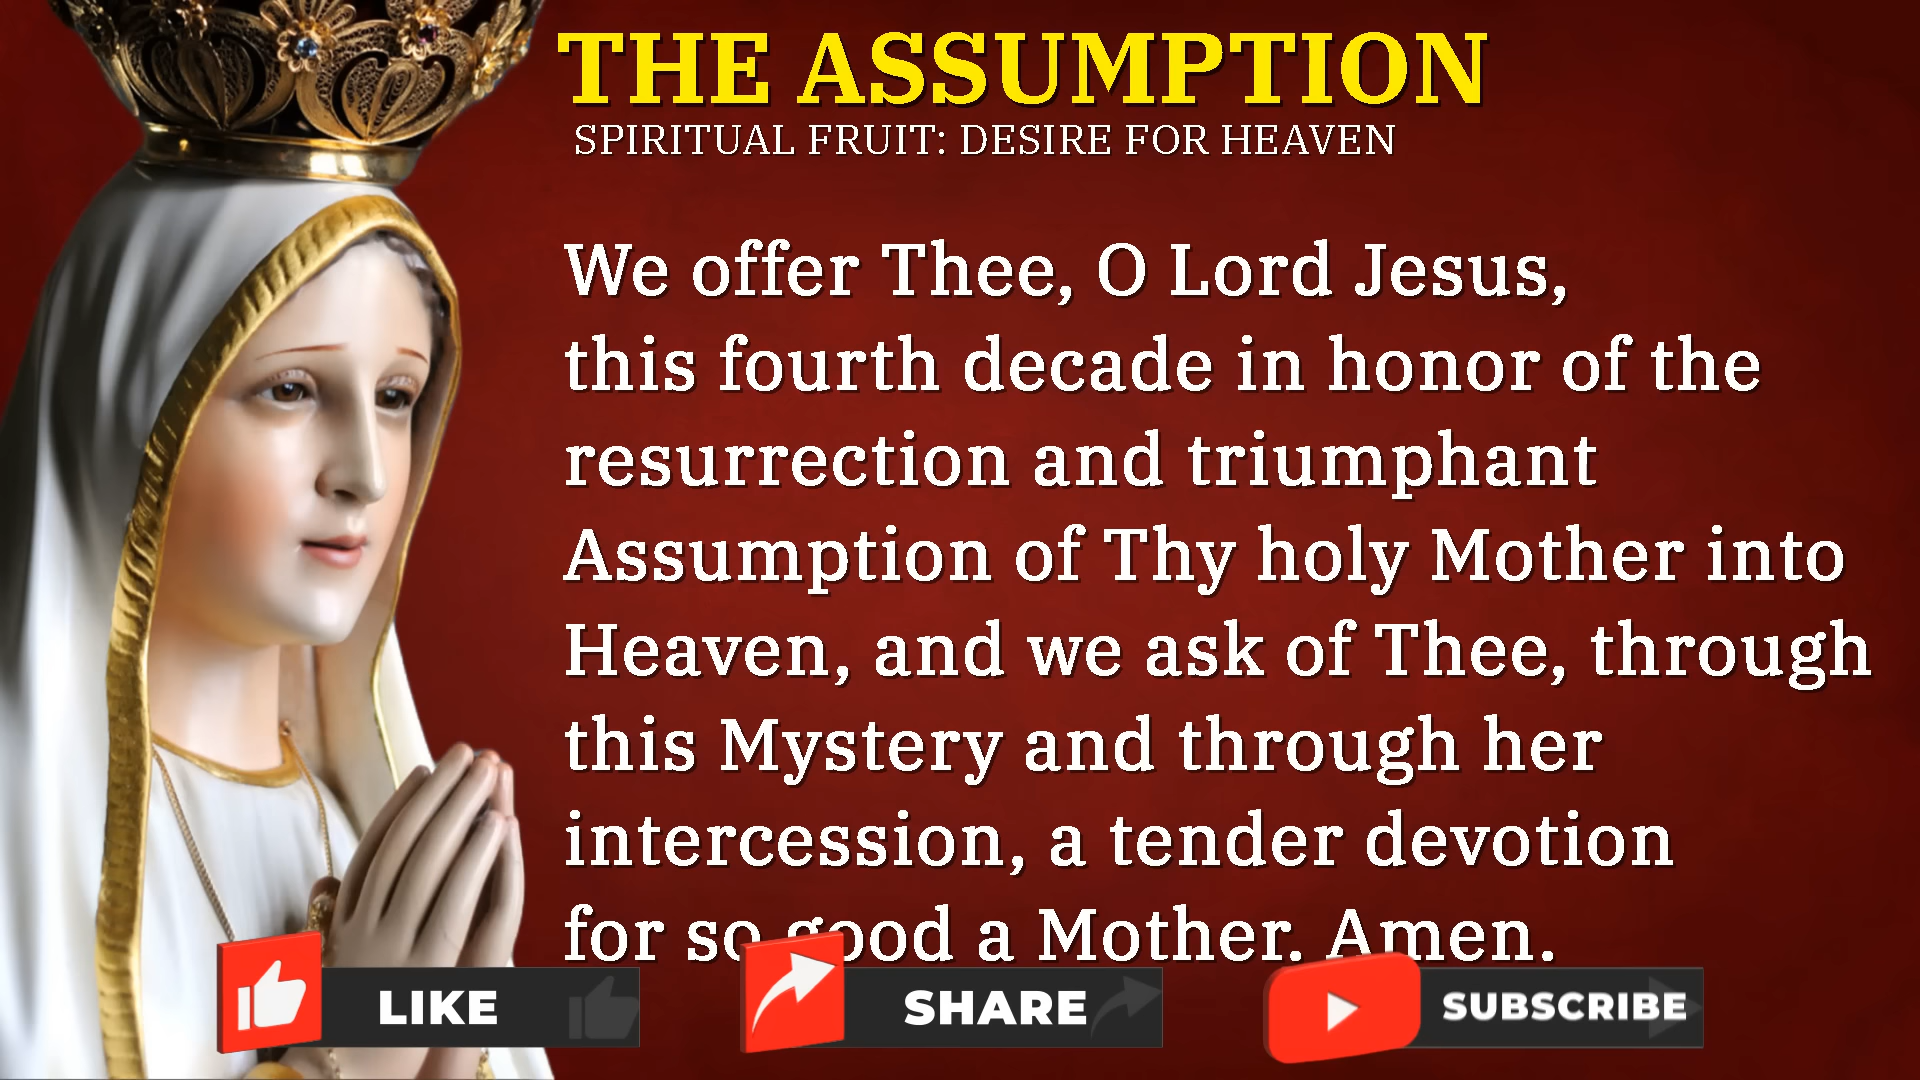 THE ASSUMPTION
SPIRITUAL FRUIT: DESIRE FOR HEAVEN
We offer Thee, O Lord Jesus,
this fourth decade in honor of the
resurrection and triumphant
Assumption of Thy holy Mother into
Heaven, and we ask of Thee, through
this Mystery and through her
intercession, a tender devotion
for so good a Mother. Amen.
LIKE
SHARE
SUBSCRIBE